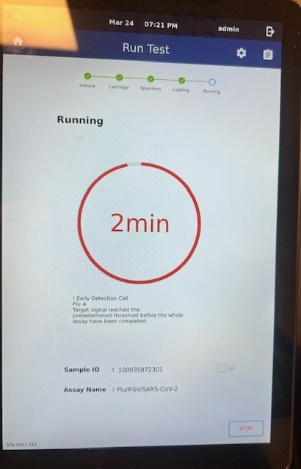 Mar 24 07:21 PM admin
Run Test
Sample Cartridge Specimen Loading Running
Running
2min
! Early Detection Call
Flu A
Target signal reached the
predetermined threshold before the whole
assay have been completed
Sample ID : 100035872301
QC
Assay Name : Flu/RSV/SARS-CoV-2
STOP